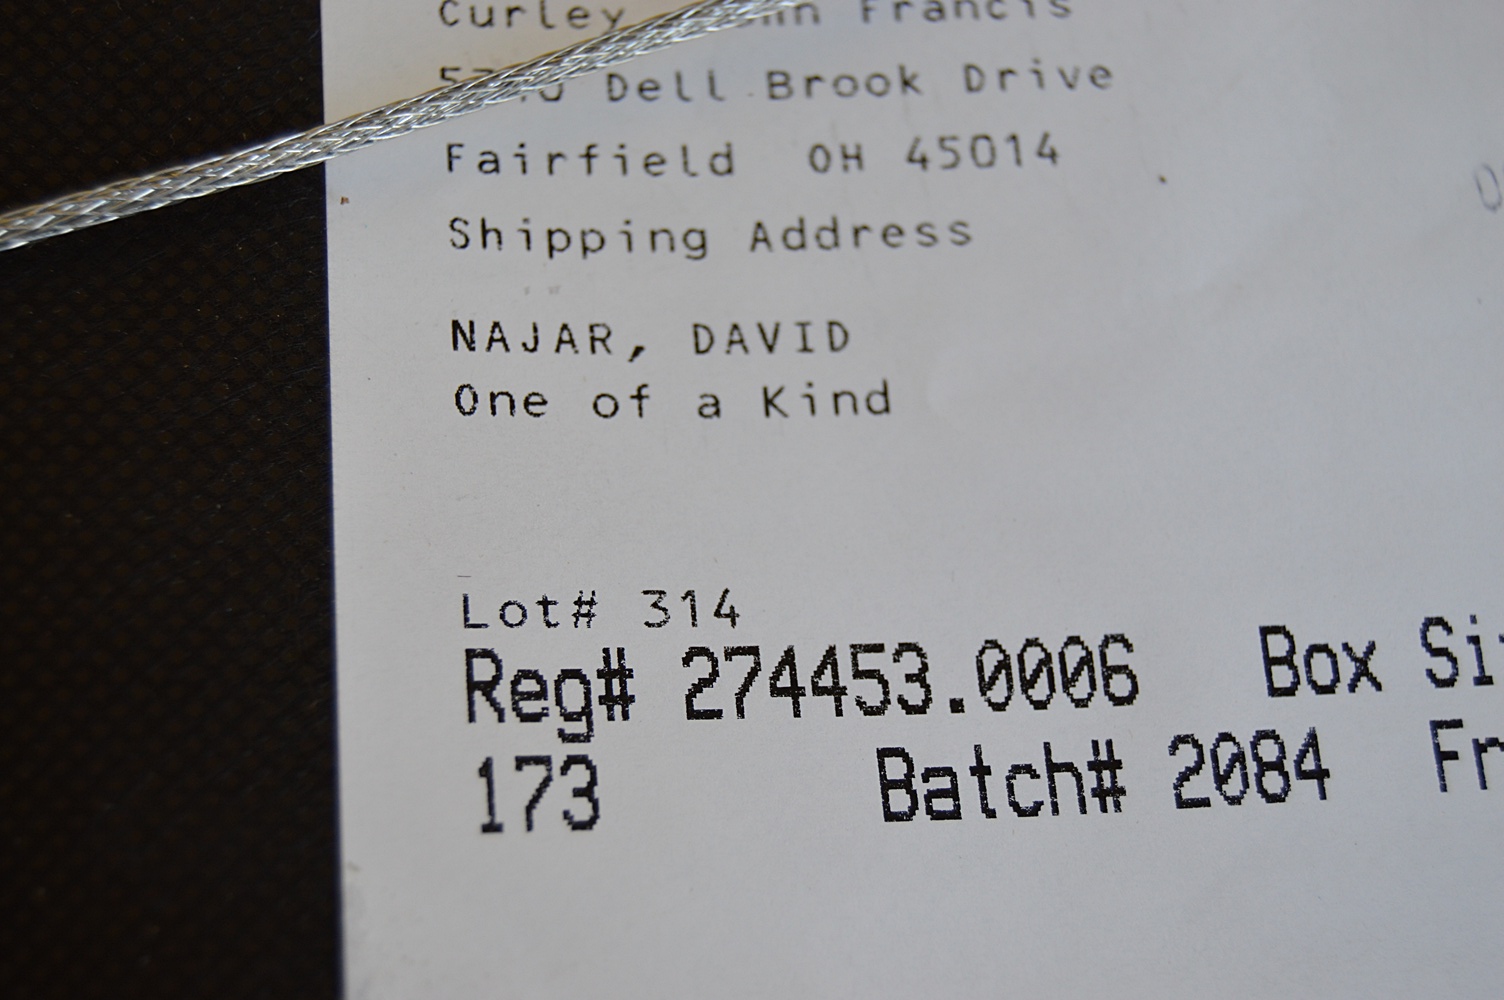 Curley Francis
Dell Brook Drive
Fairfield OH 45014
Shipping Address
NAJAR, DAVID
One of a Kind
Lot# 314
Reg# 274453.0006 Box
173 Batch# 2084